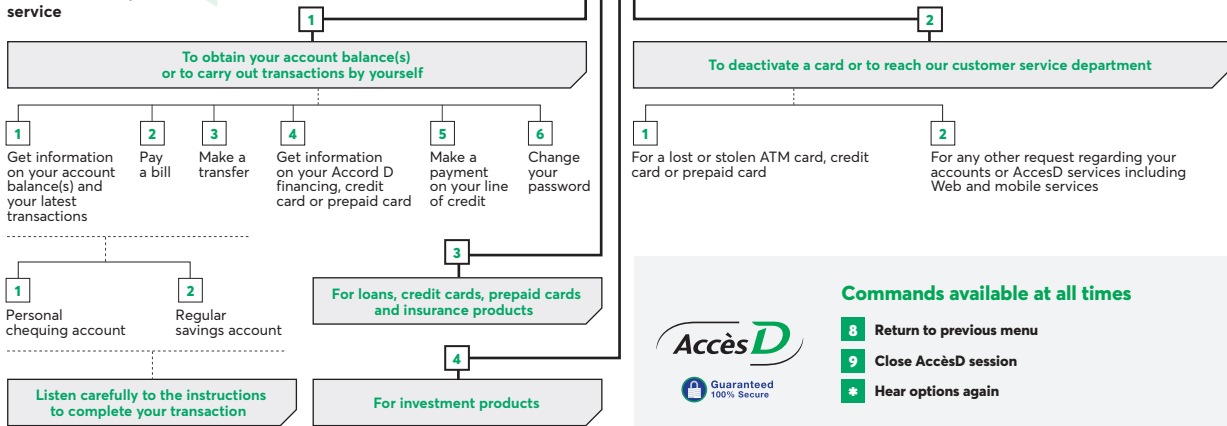 service
1
To obtain your account balance(s)
or to carry out transactions by yourself
1
Get information
on your account
balance(s) and
your latest
transactions
2
Pay
a bill
3
Make a
transfer
4
Get information
on your Accord D
financing, credit
card or prepaid card
5
Make a
payment
on your line
of credit
6
Change
your
password
1
Personal
chequing account
2
Regular
savings account
Listen carefully to the instructions
to complete your transaction
3
For loans, credit cards, prepaid cards
and insurance products
4
For investment products
2
To deactivate a card or to reach our customer service department
1
For a lost or stolen ATM card, credit
card or prepaid card
2
For any other request regarding your
accounts or AccesD services including
Web and mobile services
AccèsD
Guaranteed
100% Secure
Commands available at all times
8 Return to previous menu
9 Close AccèsD session
* Hear options again